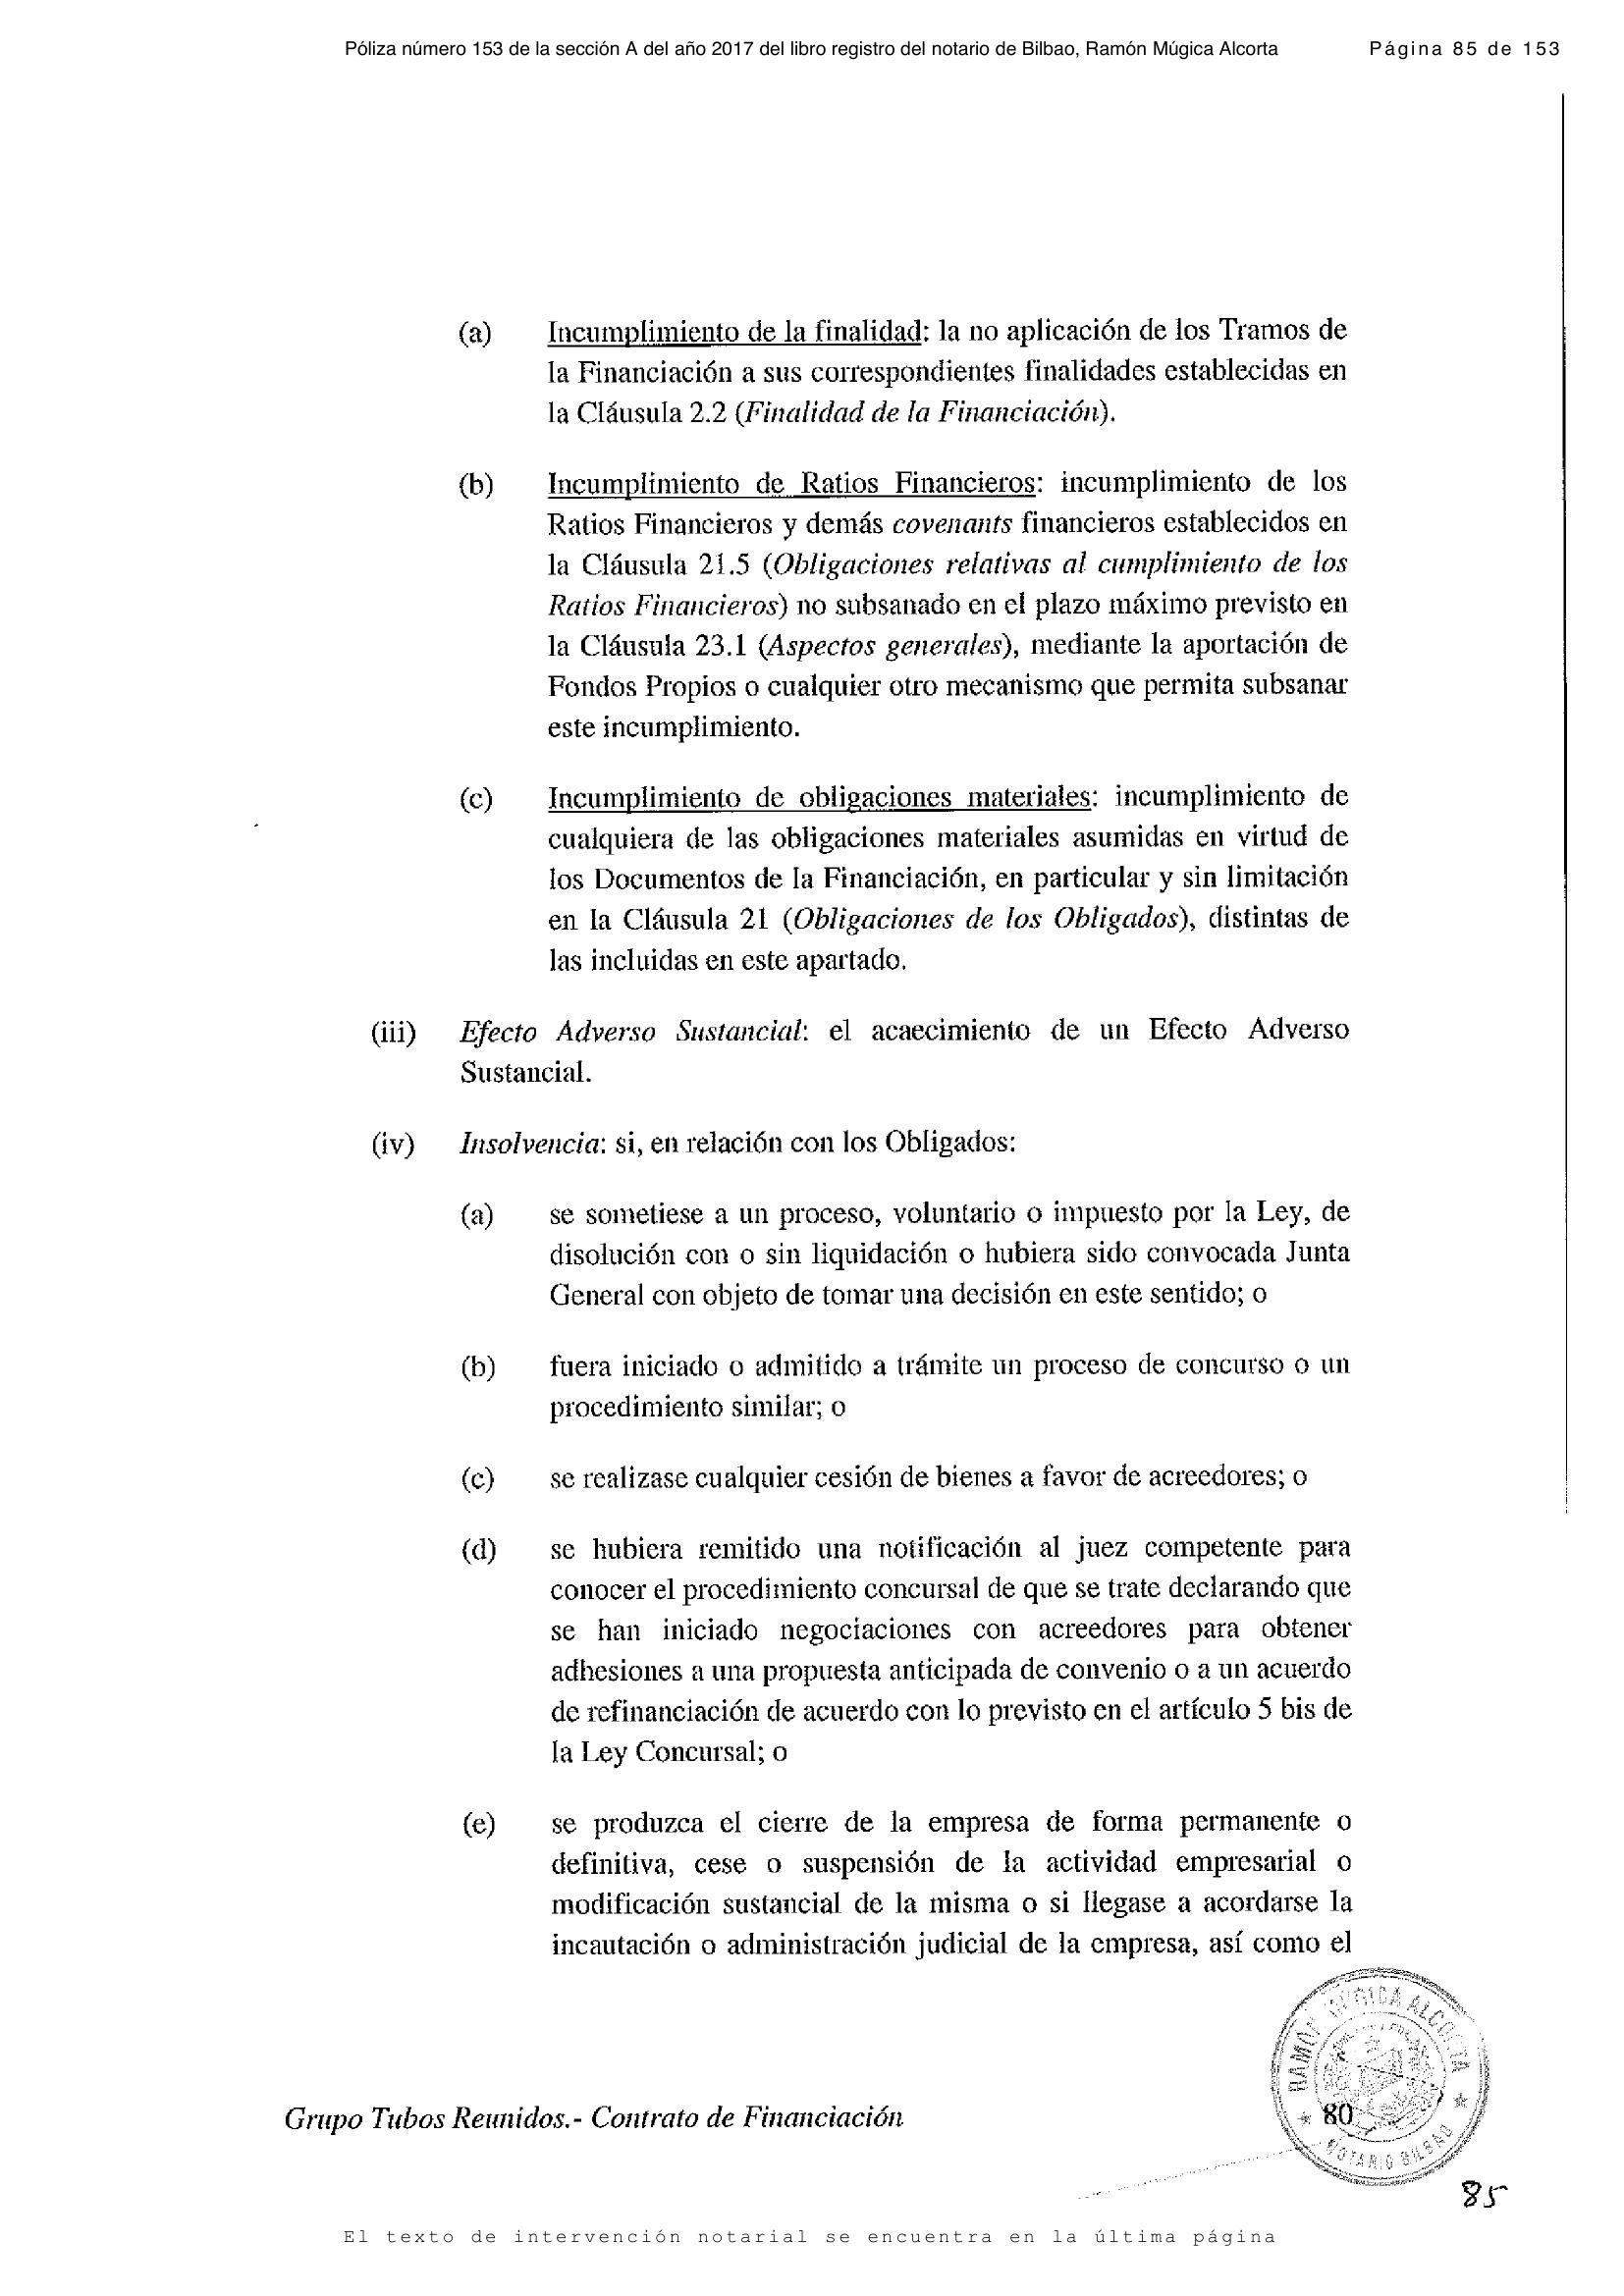 Póliza número 153 de la sección A del año 2017 del libro registro del notario de Bilbao, Ramón Múgica Alcorta Página 85 de 153
(a) Incumplimiento de la finalidad: la no aplicación de los Tramos de
la Financiación a sus correspondientes finalidades establecidas en
la Cláusula 2.2 (Finalidad de la Financiación).
(b) Incumplimiento de Ratios Financieros: incumplimiento de los
Ratios Financieros y demás covenants financieros establecidos en
la Cláusula 21.5 (Obligaciones relativas al cumplimiento de los
Ratios Financieros) no subsanado en el plazo máximo previsto en
la Cláusula 23.1 (Aspectos generales), mediante la aportación de
Fondos Propios o cualquier otro mecanismo que permita subsanar
este incumplimiento.
(c) Incumplimiento de obligaciones materiales: incumplimiento de
cualquiera de las obligaciones materiales asumidas en virtud de
los Documentos de la Financiación, en particular y sin limitación
en la Cláusula 21 (Obligaciones de los Obligados), distintas de
las incluidas en este apartado.
(iii) Efecto Adverso Sustancial: el acaecimiento de un Efecto Adverso
Sustancial.
(iv) Insolvencia: si, en relación con los Obligados:
(a) se sometiese a un proceso, voluntario o impuesto por la Ley, de
disolución con o sin liquidación o hubiera sido convocada Junta
General con objeto de tomar una decisión en este sentido; o
(b) fuera iniciado o admitido a trámite un proceso de concurso o un
procedimiento similar; o
(c) se realizase cualquier cesión de bienes a favor de acreedores; o
(d) se hubiera remitido una notificación al juez competente para
conocer el procedimiento concursal de que se trate declarando que
se han iniciado negociaciones con acreedores para obtener
adhesiones a una propuesta anticipada de convenio o a un acuerdo
de refinanciación de acuerdo con lo previsto en el artículo 5 bis de
la Ley Concursal; o
(e) se produzca el cierre de la empresa de forma permanente o
definitiva, cese o suspensión de la actividad empresarial o
modificación sustancial de la misma o si llegase a acordarse la
incautación o administración judicial de la empresa, así como el
RAMÓN MÚGICA ALCORTA
NOTARIO BILBAO
Grupo Tubos Reunidos.- Contrato de Financiación 80
85
El texto de intervención notarial se encuentra en la última página